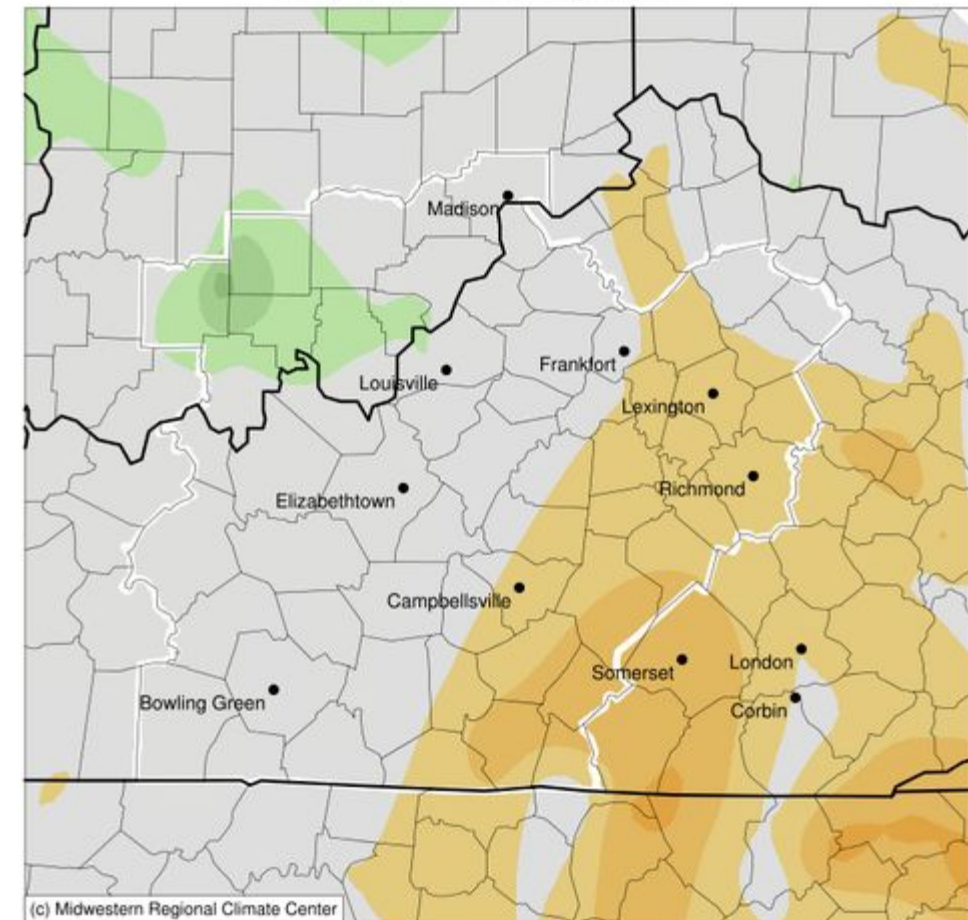 Madison
Frankfort
Louisville
Lexington
Richmond
Elizabethtown
Campbellsville
Somerset
London
Bowling Green
Corbin
(c) Midwestern Regional Climate Center